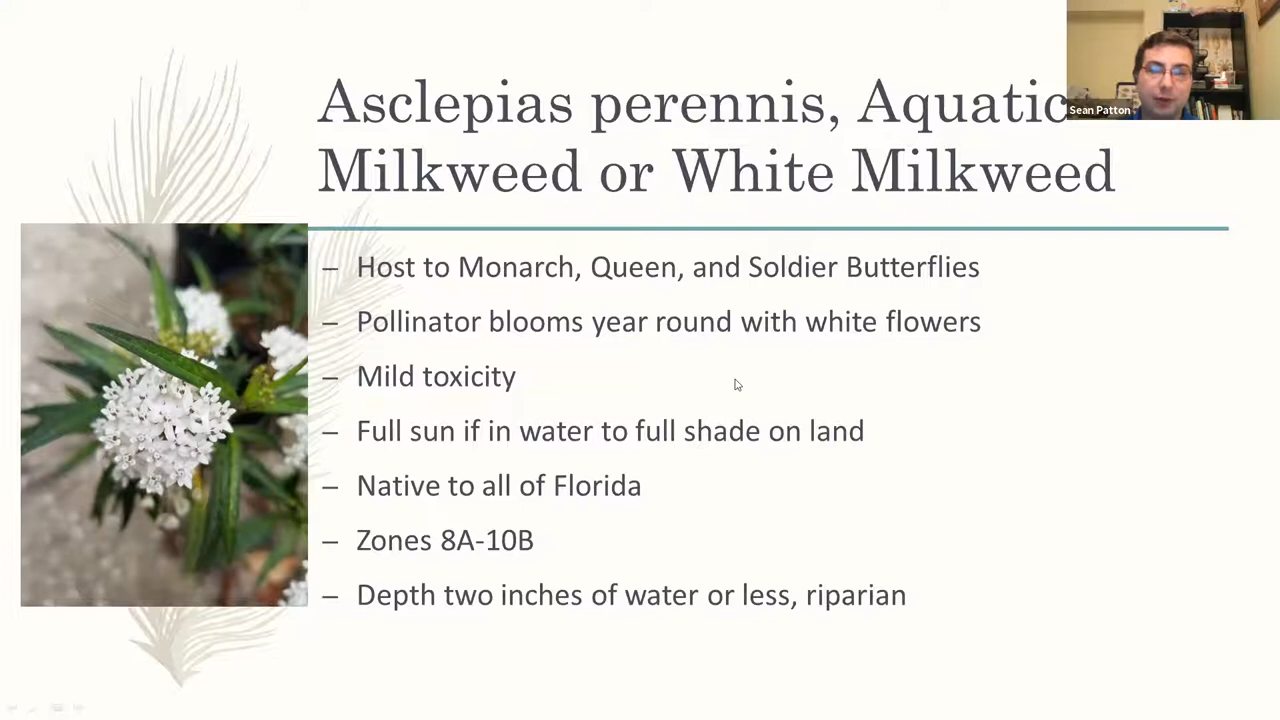 Asclepias perennis, Aquatic
Milkweed or White Milkweed
Sean Patton
– Host to Monarch, Queen, and Soldier Butterflies
– Pollinator blooms year round with white flowers
– Mild toxicity
– Full sun if in water to full shade on land
– Native to all of Florida
– Zones 8A-10B
– Depth two inches of water or less, riparian